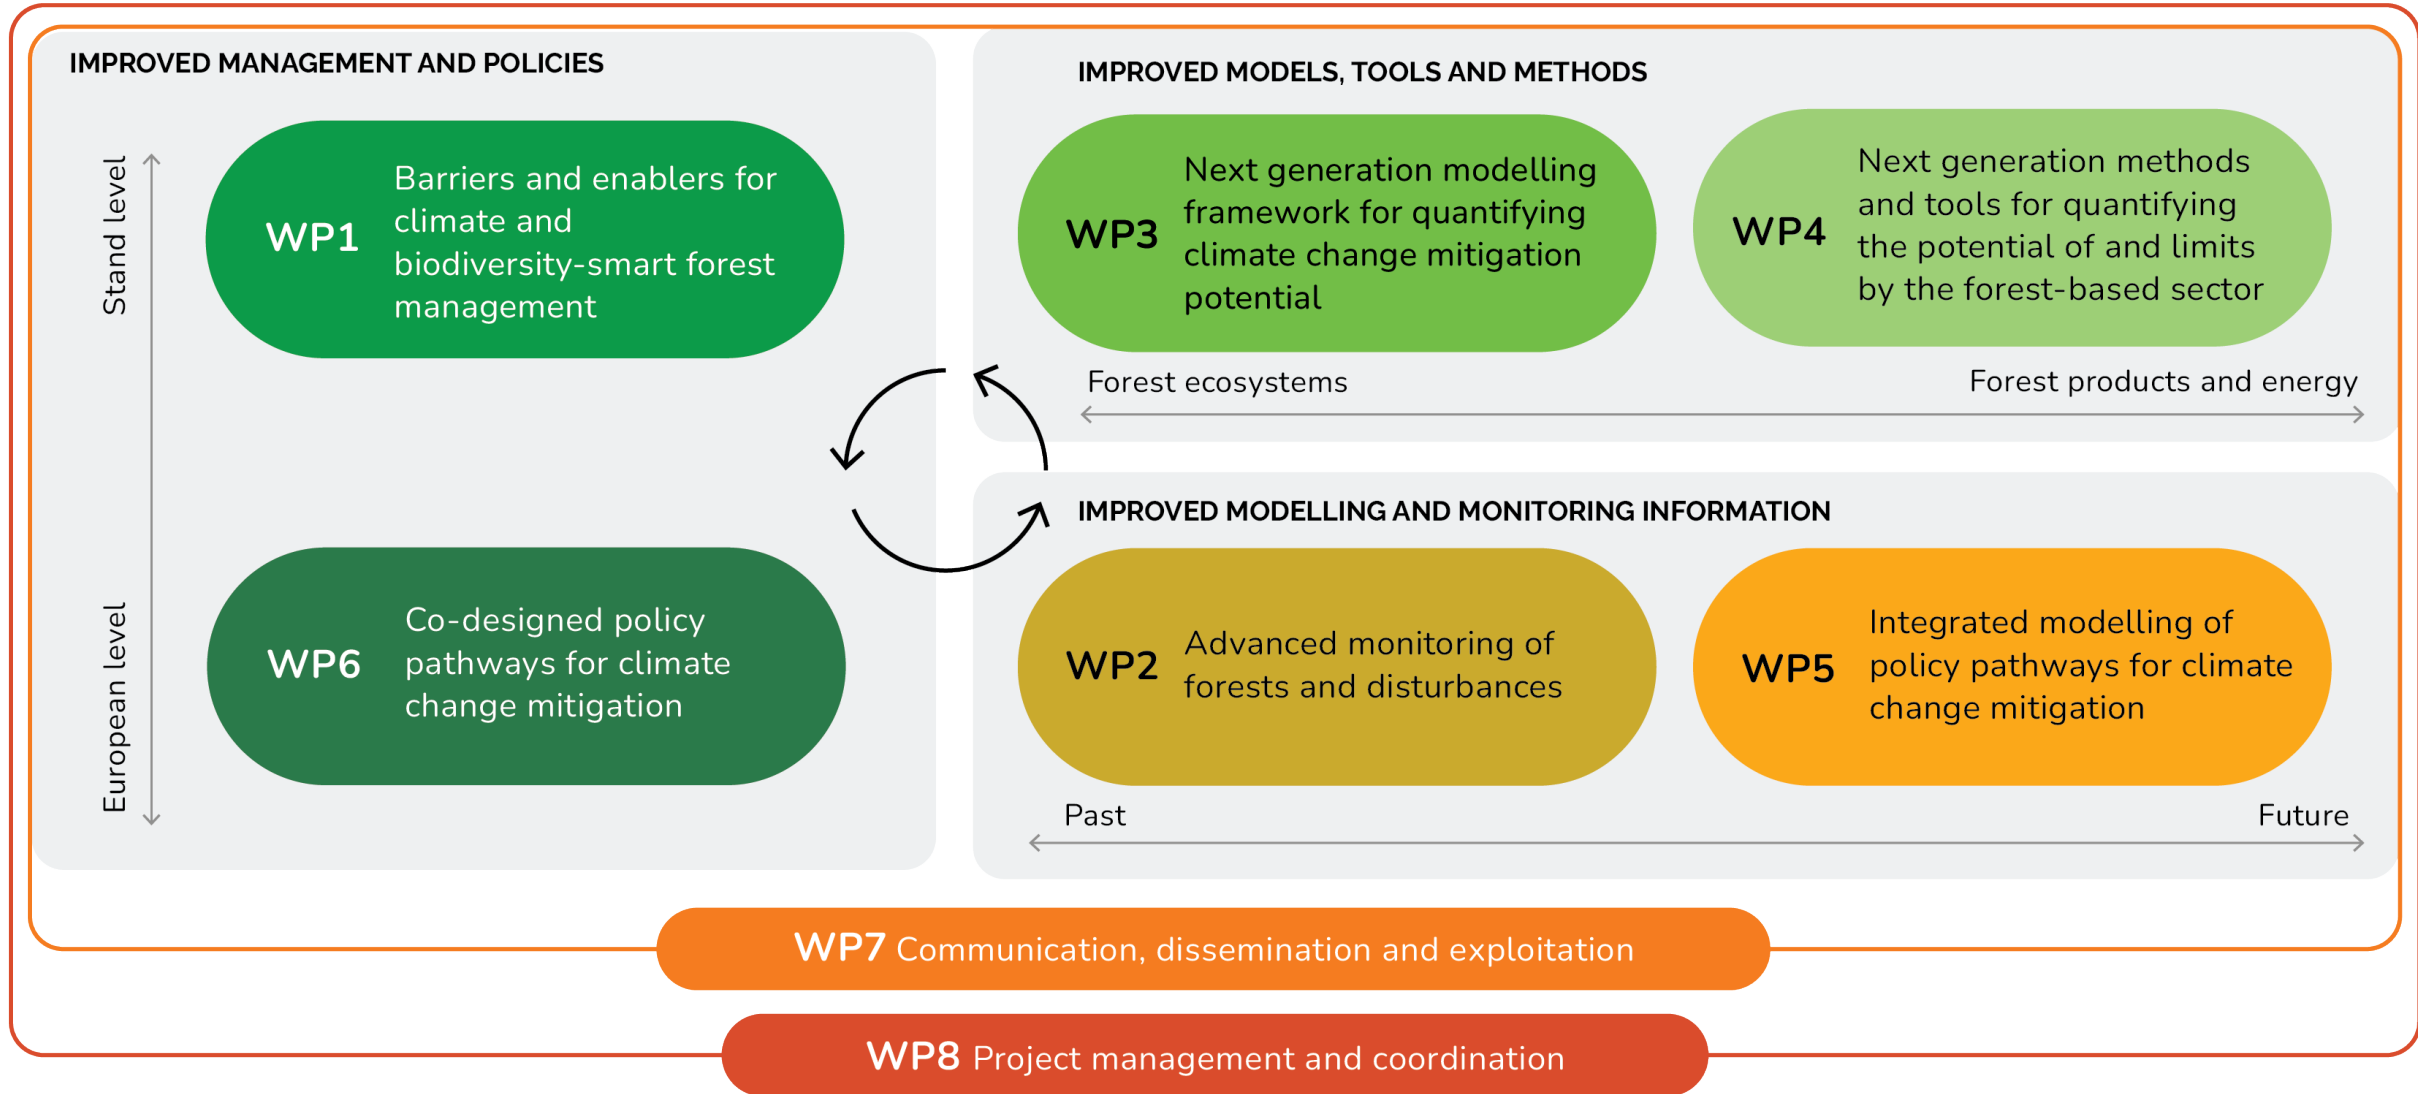 IMPROVED MANAGEMENT AND POLICIES
Stand level
European level
WP1
Barriers and enablers for
climate and
biodiversity-smart forest
management
WP6
Co-designed policy
pathways for climate
change mitigation
IMPROVED MODELS, TOOLS AND METHODS
WP3
Next generation modelling
framework for quantifying
climate change mitigation
potential
WP4
Next generation methods
and tools for quantifying
the potential of and limits
by the forest-based sector
Forest ecosystems
Forest products and energy
IMPROVED MODELLING AND MONITORING INFORMATION
WP2
Advanced monitoring of
forests and disturbances
WP5
Integrated modelling of
policy pathways for climate
change mitigation
Past
Future
WP7 Communication, dissemination and exploitation
WP8 Project management and coordination